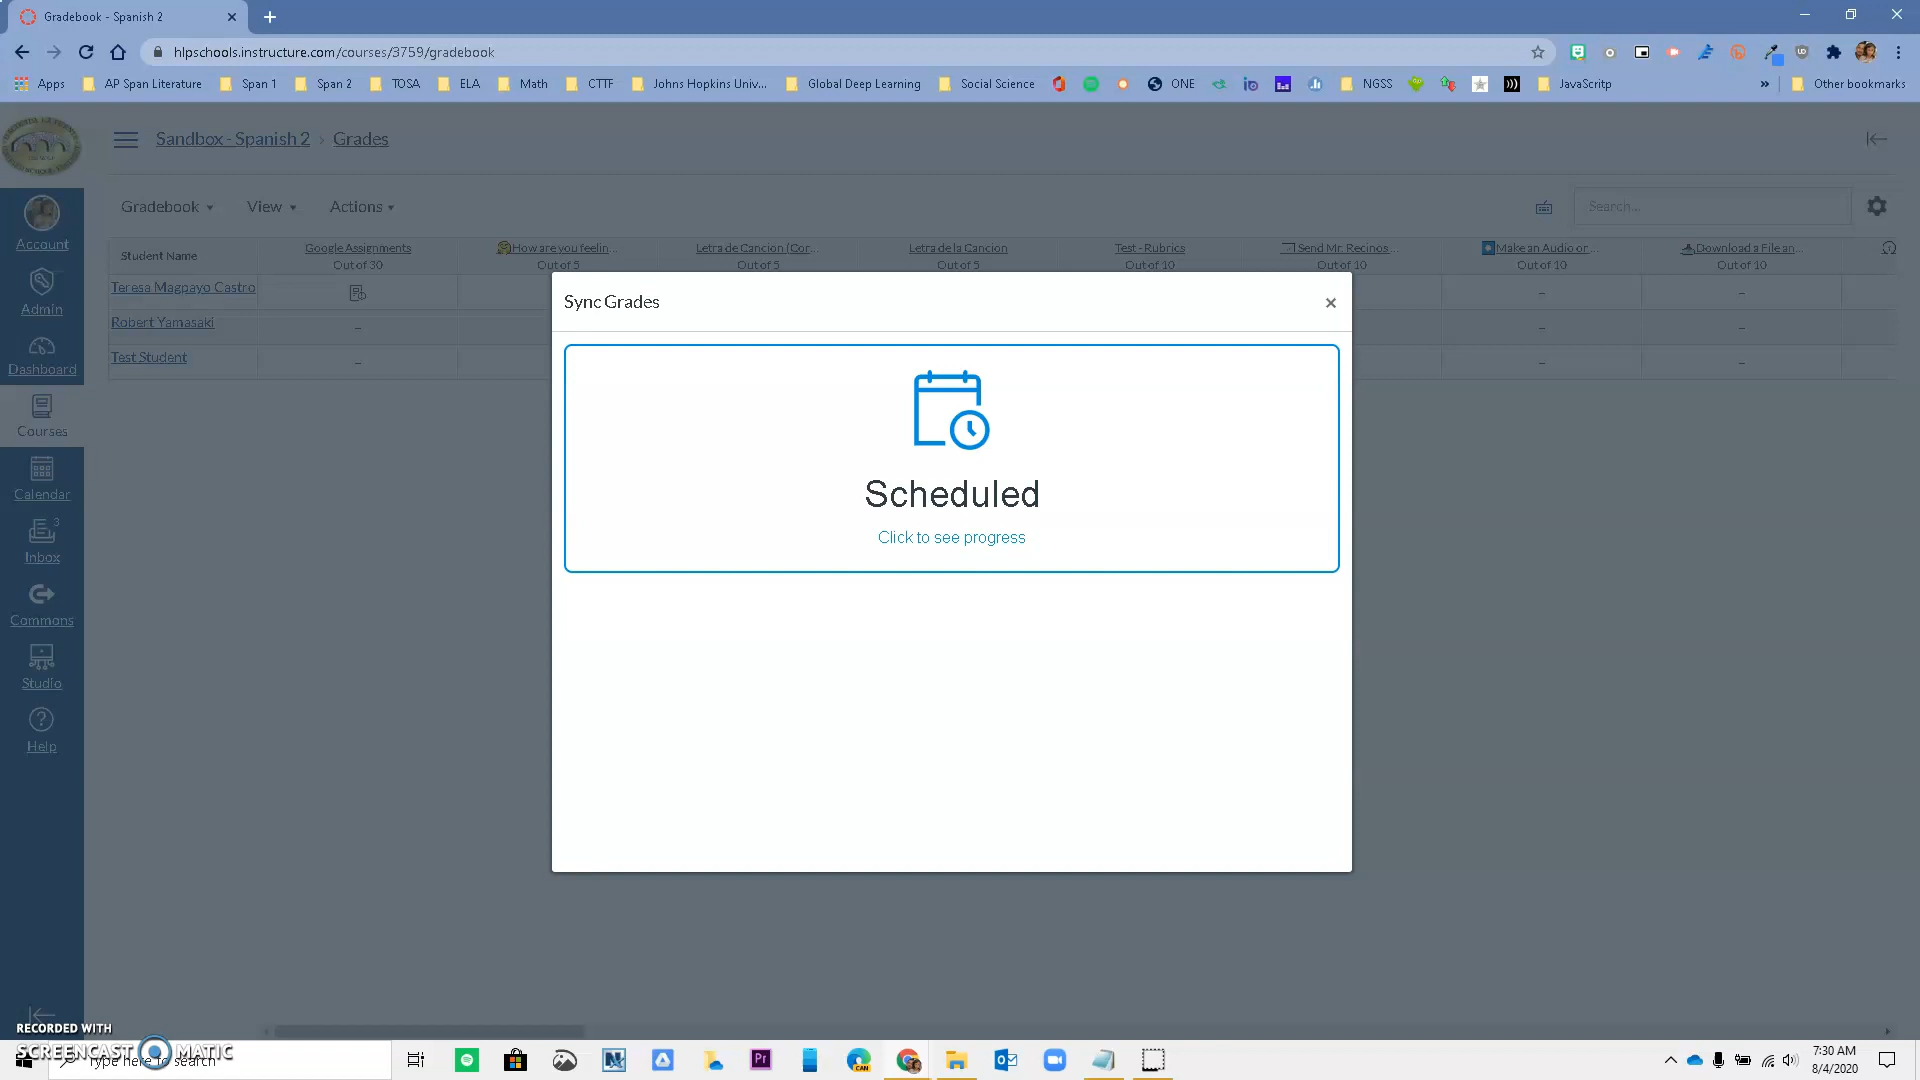 Gradebook - Spanish 2
hlpschools.instructure.com/courses/3759/gradebook
Apps AP Span Literature Span 1 Span 2 TOSA ELA Math CTTF Johns Hopkins Univ... Global Deep Learning Social Science ONE NGSS JavaScritp » Other bookmarks
Sandbox - Spanish 2 › Grades
Gradebook View Actions Search...
Student Name
Google Assignments
Out of 30
How are you feelin...
Out of 5
Letra de Cancion (Cor...
Out of 5
Letra de la Cancion
Out of 5
Test - Rubrics
Out of 10
Send Mr. Recinos...
Out of 10
Make an Audio or ...
Out of 10
Download a File an...
Out of 10
Teresa Magpayo Castro
Robert Yamasaki
Test Student
Account
Admin
Dashboard
Courses
Calendar
3
Inbox
Commons
Studio
Help
Sync Grades
Scheduled
Click to see progress
RECORDED WITH
SCREENCAST MATIC
Type here to search
Pr
CAN
7:30 AM
8/4/2020